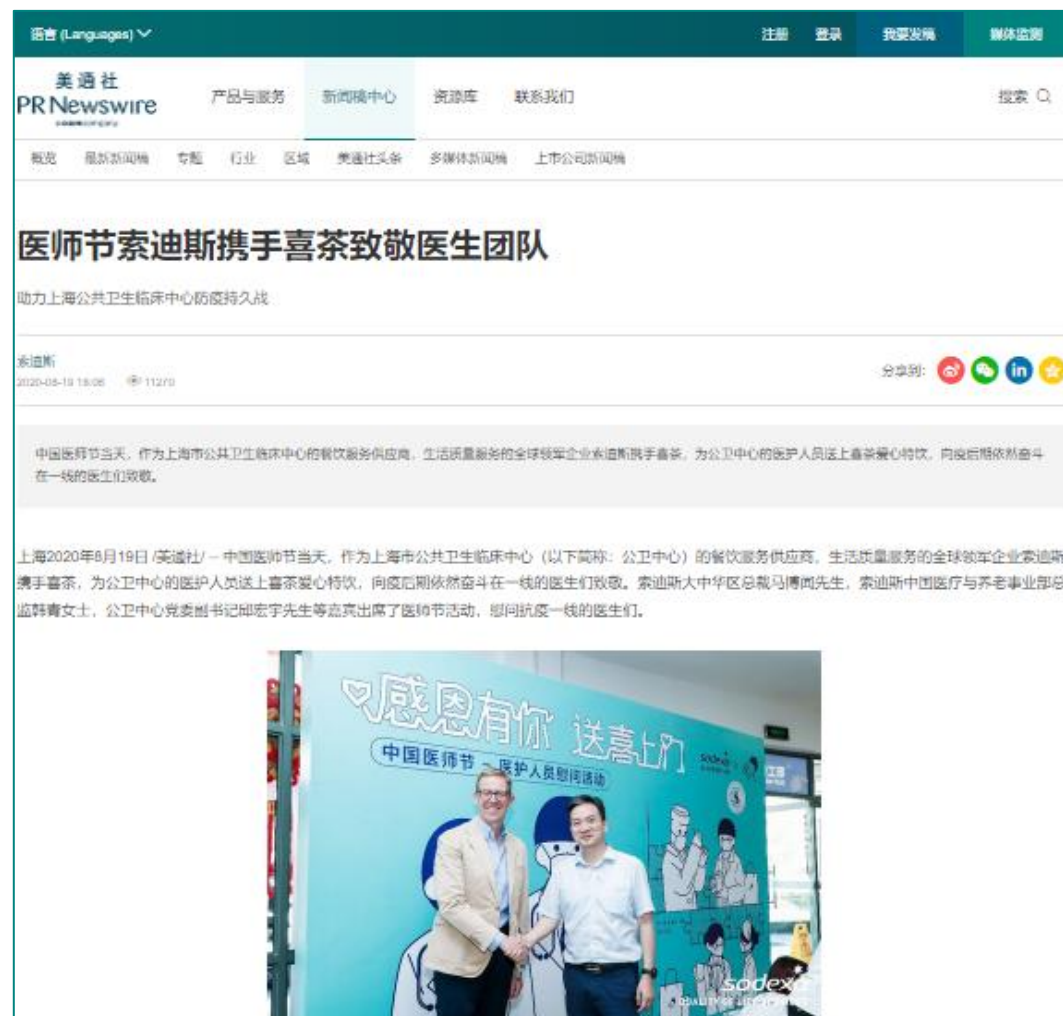 语言 (Languages)
注册 登录 我要发稿 媒体监测
美通社
PR Newswire
产品与服务 新闻稿中心 资源库 联系我们
搜索
概览 最新新闻稿 专题 行业 区域 美通社头条 多媒体新闻稿 上市公司新闻稿
医师节索迪斯携手喜茶致敬医生团队
助力上海公共卫生临床中心防疫持久战
索迪斯
2020-08-19 18:08 11270
分享到:
中国医师节当天，作为上海市公共卫生临床中心的餐饮服务供应商，生活质量服务的全球领军企业索迪斯携手喜茶，为公卫中心的医护人员送上喜茶爱心特饮，向疫后期依然奋斗
在一线的医生们致敬。
上海2020年8月19日 /美通社/ -- 中国医师节当天，作为上海市公共卫生临床中心（以下简称：公卫中心）的餐饮服务供应商，生活质量服务的全球领军企业索迪斯
携手喜茶，为公卫中心的医护人员送上喜茶爱心特饮，向疫后期依然奋斗在一线的医生们致敬。索迪斯大中华区总裁马博闻先生，索迪斯中国医疗与养老事业部总
监韩青女士，公卫中心党委副书记邱宏宇先生等嘉宾出席了医师节活动，慰问抗疫一线的医生们。
感恩有你 送喜上门
中国医师节 - 医护人员慰问活动
sodexo
sodexo
QUALITY OF LIFE SERVICES